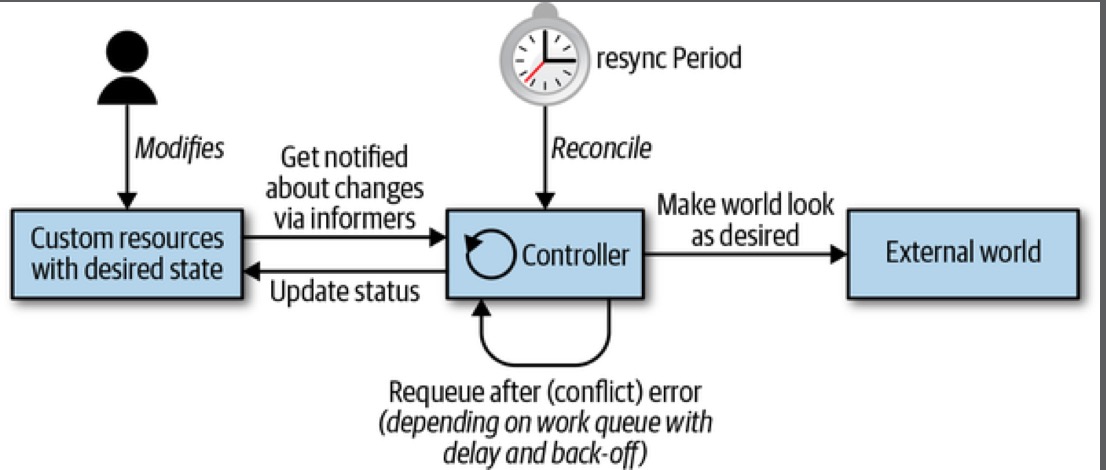 resync Period
Modifies
Reconcile
Get notified
about changes
via informers
Make world look
as desired
Custom resources
with desired state
Controller
External world
Update status
Requeue after (conflict) error
(depending on work queue with
delay and back-off)